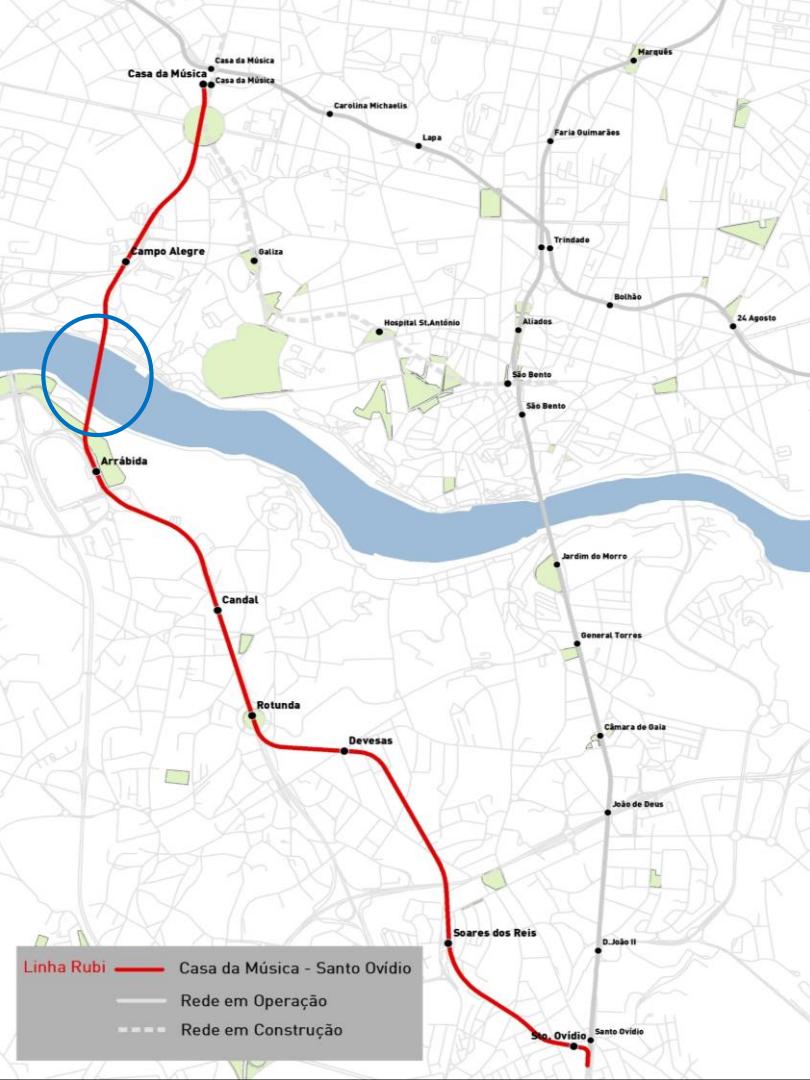 Marquês
Casa da Música
Casa da Música
Casa da Música
Carolina Michaelis
Faria Guimarães
Lapa
Trindade
Campo Alegre
Galiza
Bolhão
24 Agosto
Hospital St.António
Aliados
São Bento
São Bento
Arrábida
Jardim do Morro
Candal
General Torres
Rotunda
Câmara de Gaia
Devesas
João de Deus
Soares dos Reis
D.João II
Linha Rubi
Casa da Música - Santo Ovídio
Rede em Operação
Rede em Construção
Sto. Ovídio
Santo Ovídio